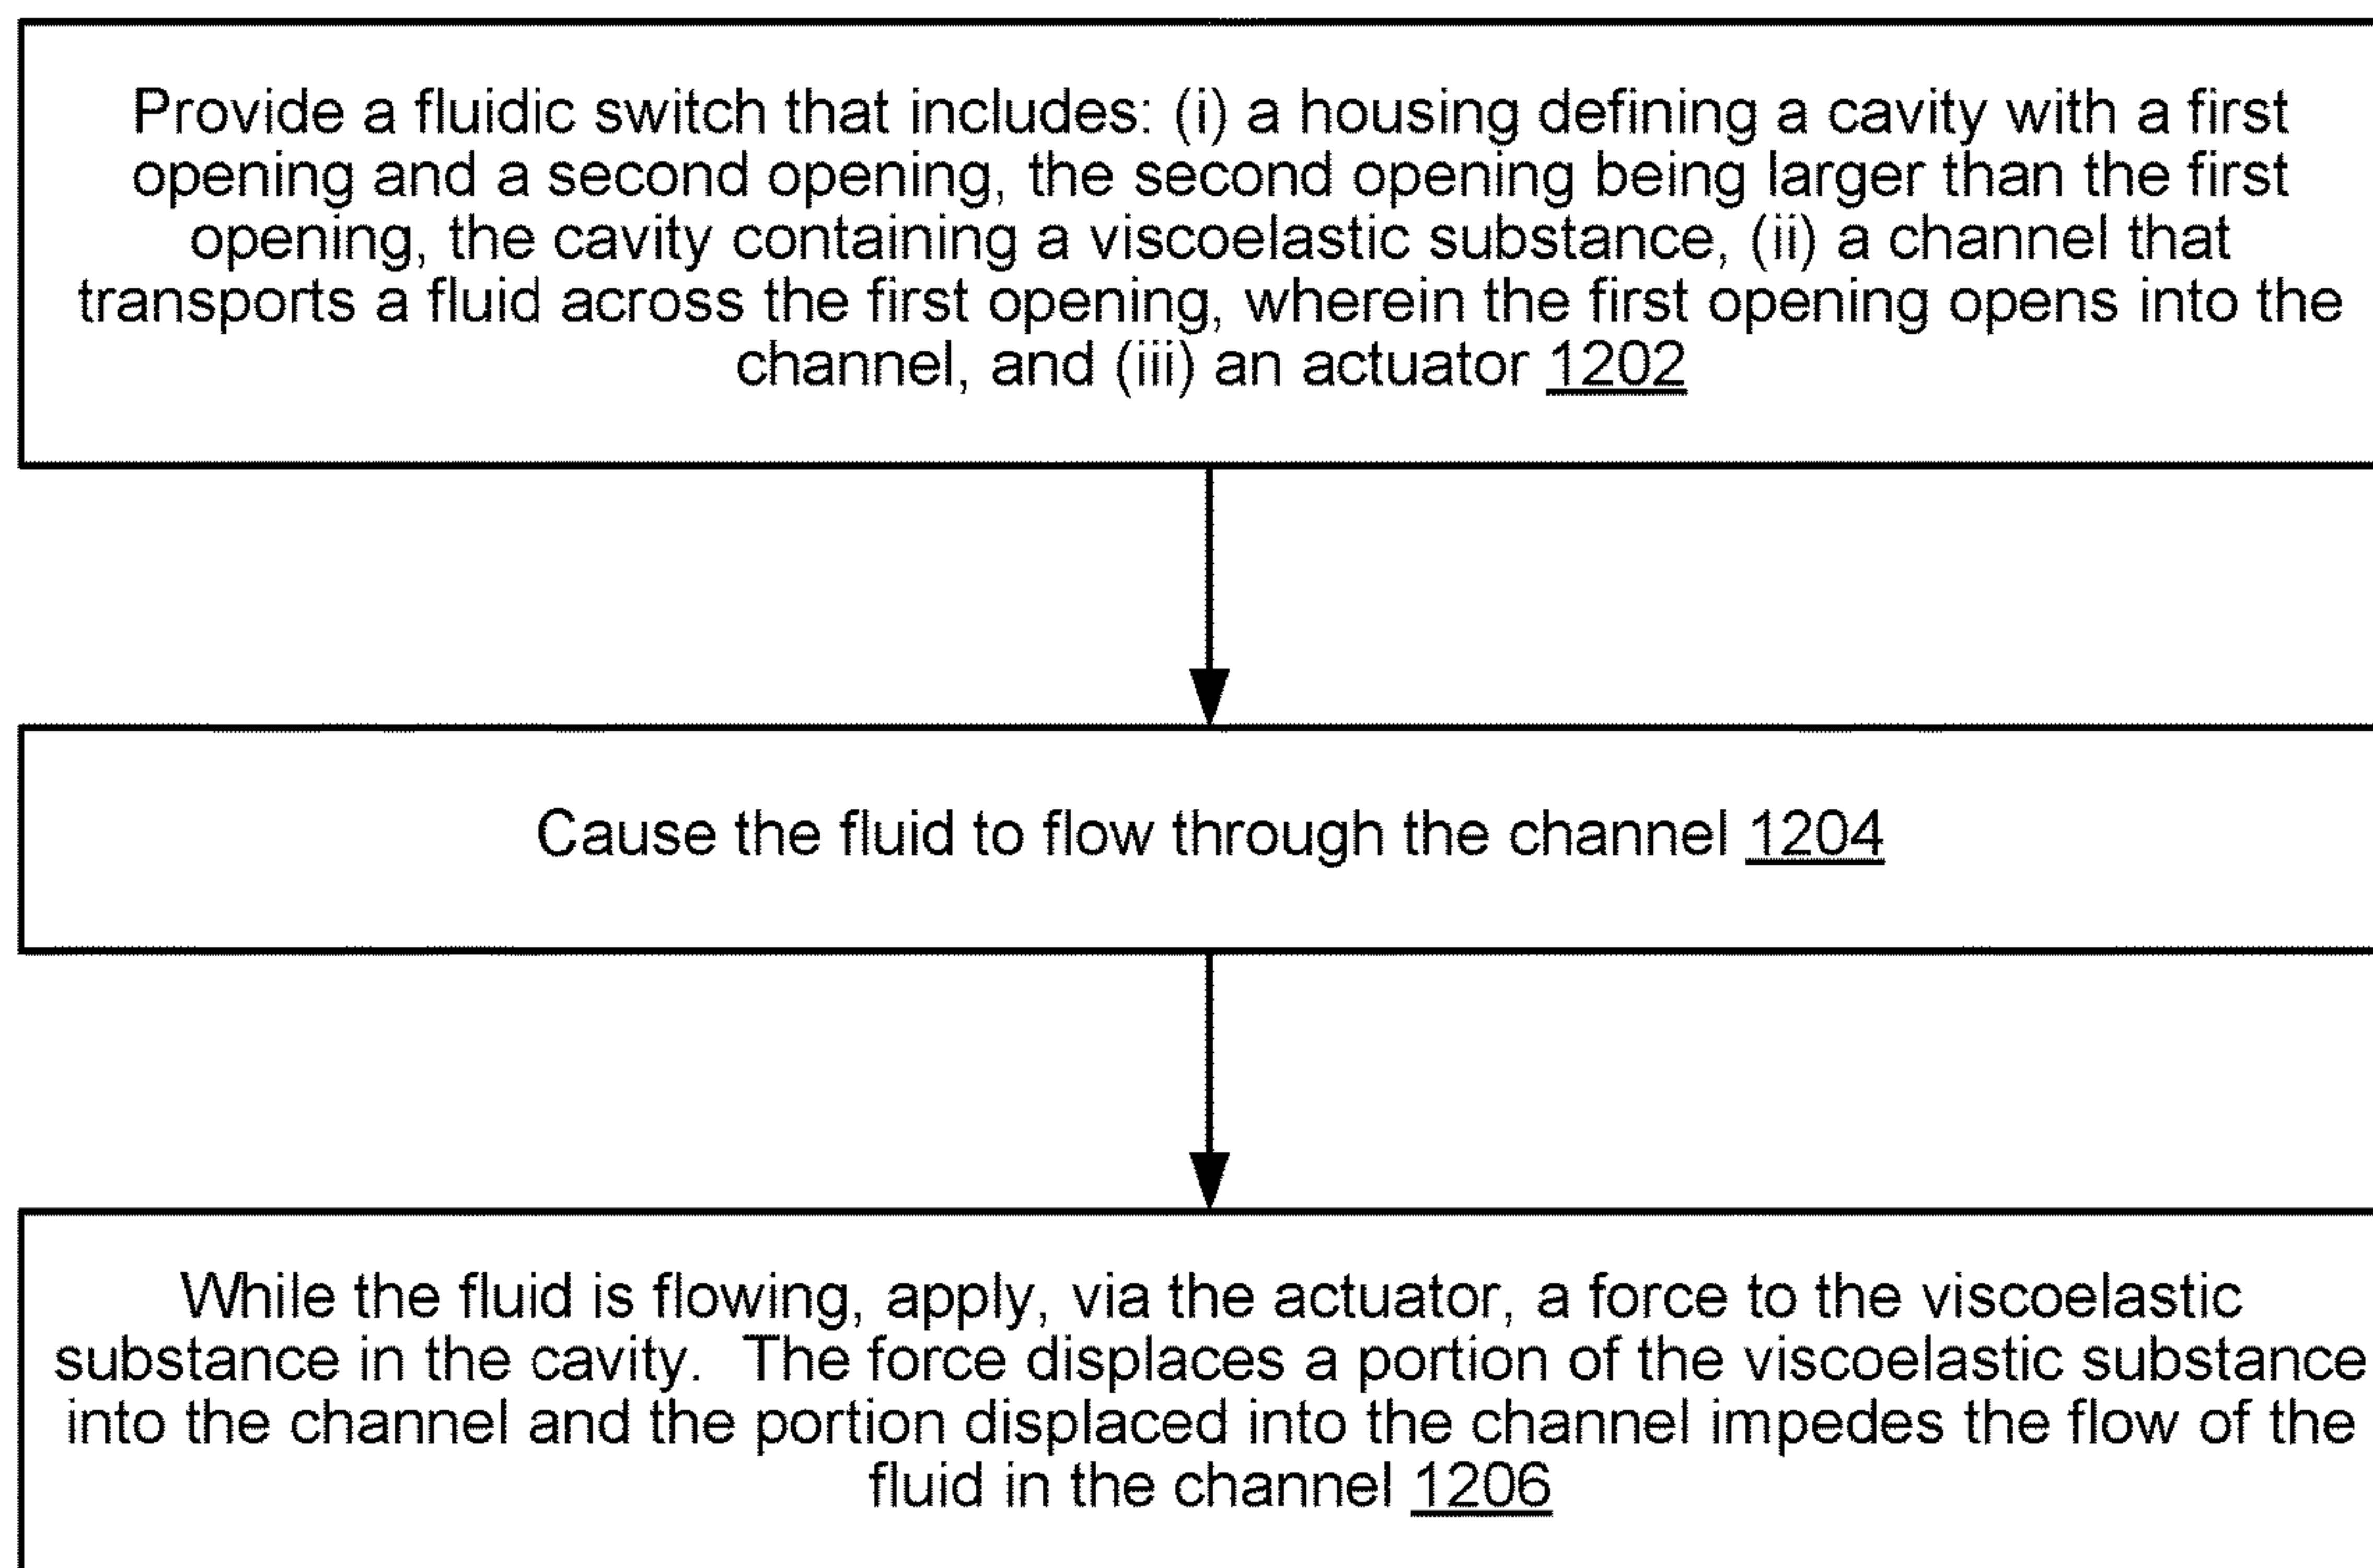 Provide a fluidic switch that includes: (i) a housing defining a cavity with a first
opening and a second opening, the second opening being larger than the first
opening, the cavity containing a viscoelastic substance, (ii) a channel that
transports a fluid across the first opening, wherein the first opening opens into the
channel, and (iii) an actuator 1202
Cause the fluid to flow through the channel 1204
While the fluid is flowing, apply, via the actuator, a force to the viscoelastic
substance in the cavity.  The force displaces a portion of the viscoelastic substance
into the channel and the portion displaced into the channel impedes the flow of the
fluid in the channel 1206